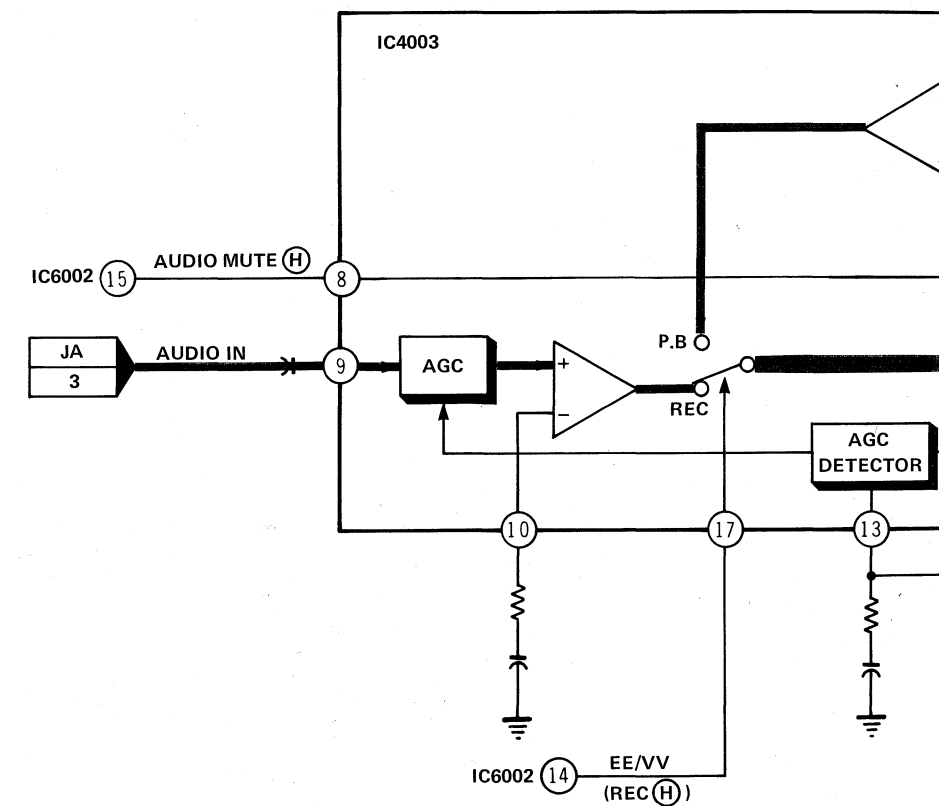 IC4003
AUDIO MUTE (H)
IC6002 15
8
P.B
JA
3
AUDIO IN
9
AGC
+
−
REC
AGC
DETECTOR
10
17
13
IC6002 14
EE/VV
(REC (H))